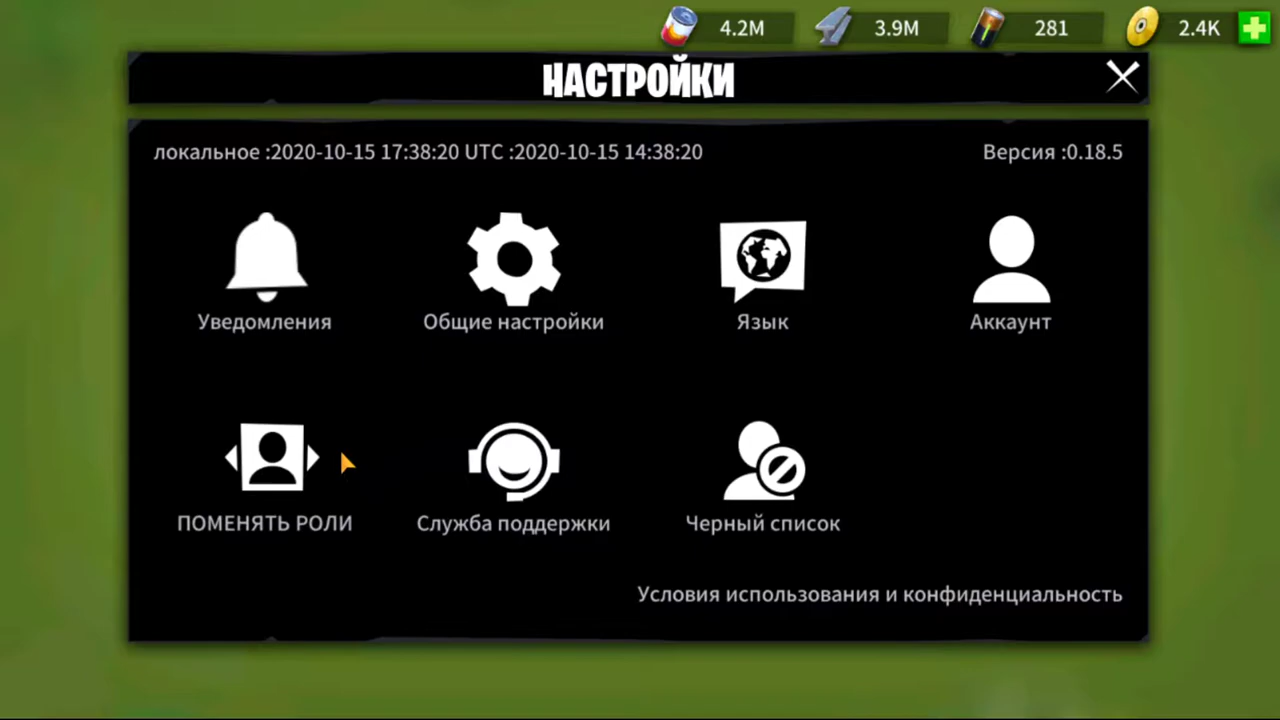 4.2M 3.9M 281 2.4K
НАСТРОЙКИ
локальное :2020-10-15 17:38:20 UTC :2020-10-15 14:38:20 Версия :0.18.5
Уведомления Общие настройки Язык Аккаунт
ПОМЕНЯТЬ РОЛИ Служба поддержки Черный список
Условия использования и конфиденциальность